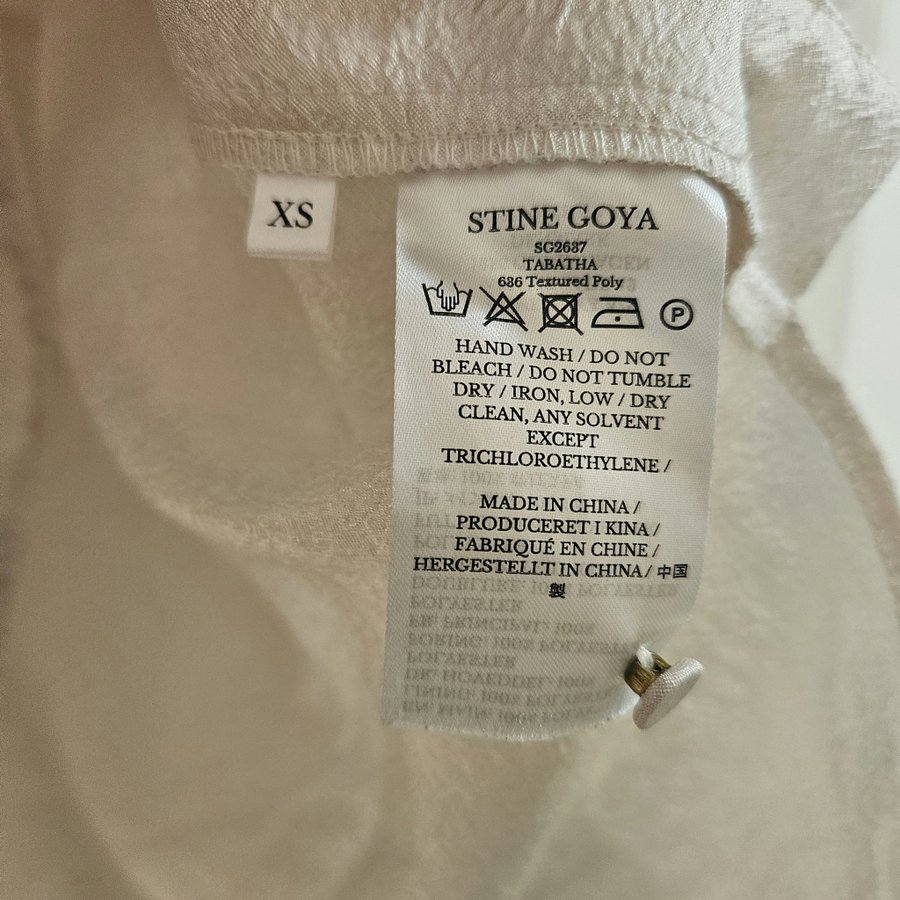 XS
STINE GOYA
SG2637
TABATHA
636 Textured Poly
P
HAND WASH / DO NOT
BLEACH / DO NOT TUMBLE
DRY / IRON, LOW / DRY
CLEAN, ANY SOLVENT
EXCEPT
TRICHLOROETHYLENE /
MADE IN CHINA /
PRODUCERET I KINA /
FABRIQUÉ EN CHINE /
HERGESTELLT IN CHINA / 中国
製